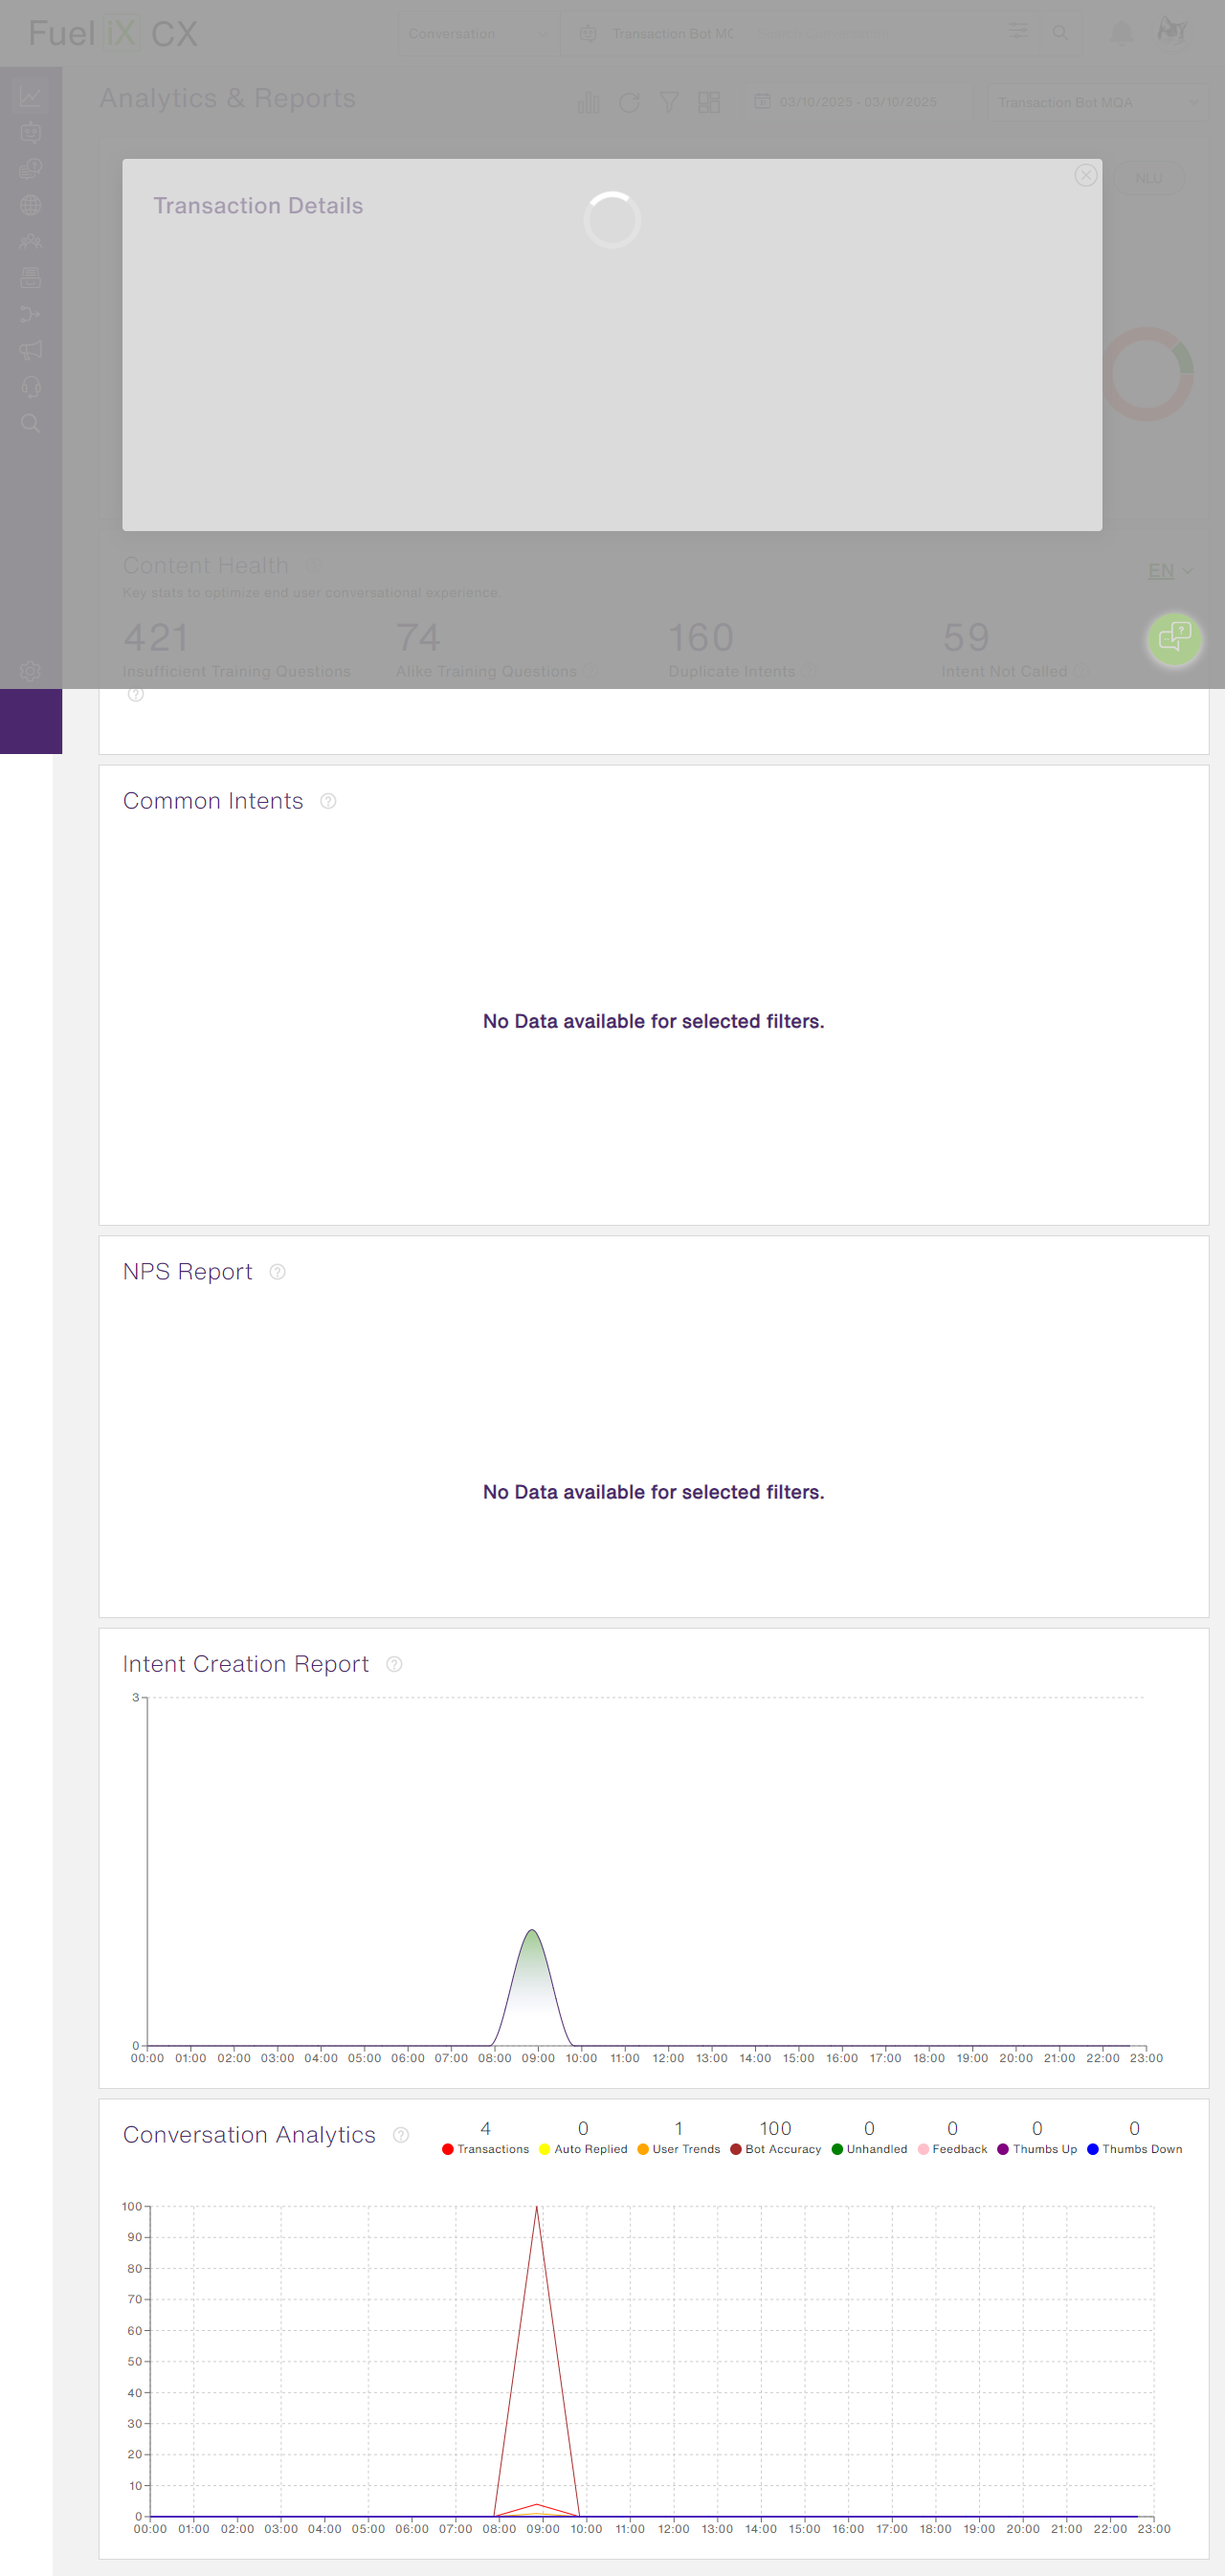 Fuel iX CX
Conversation
Transaction Bot MC
Analytics & Reports
03/10/2025 - 03/10/2025
Transaction Bot MOA
NLU
Transaction Details
Content Health
EN
Key stats to optimize end user conversational experience.
421 74 160 59
Insufficient Training Questions Alike Training Questions Duplicate Intents Intent Not Called
Common Intents
No Data available for selected filters.
NPS Report
No Data available for selected filters.
Intent Creation Report
3
0
00:00 01:00 02:00 03:00 04:00 05:00 06:00 07:00 08:00 09:00 10:00 11:00 12:00 13:00 14:00 15:00 16:00 17:00 18:00 19:00 20:00 21:00 22:00 23:00
Conversation Analytics
4 0 1 100 0 0 0 0
Transactions Auto Replied User Trends Bot Accuracy Unhandled Feedback Thumbs Up Thumbs Down
100
90
80
70
60
50
40
30
20
10
0
00:00 01:00 02:00 03:00 04:00 05:00 06:00 07:00 08:00 09:00 10:00 11:00 12:00 13:00 14:00 15:00 16:00 17:00 18:00 19:00 20:00 21:00 22:00 23:00